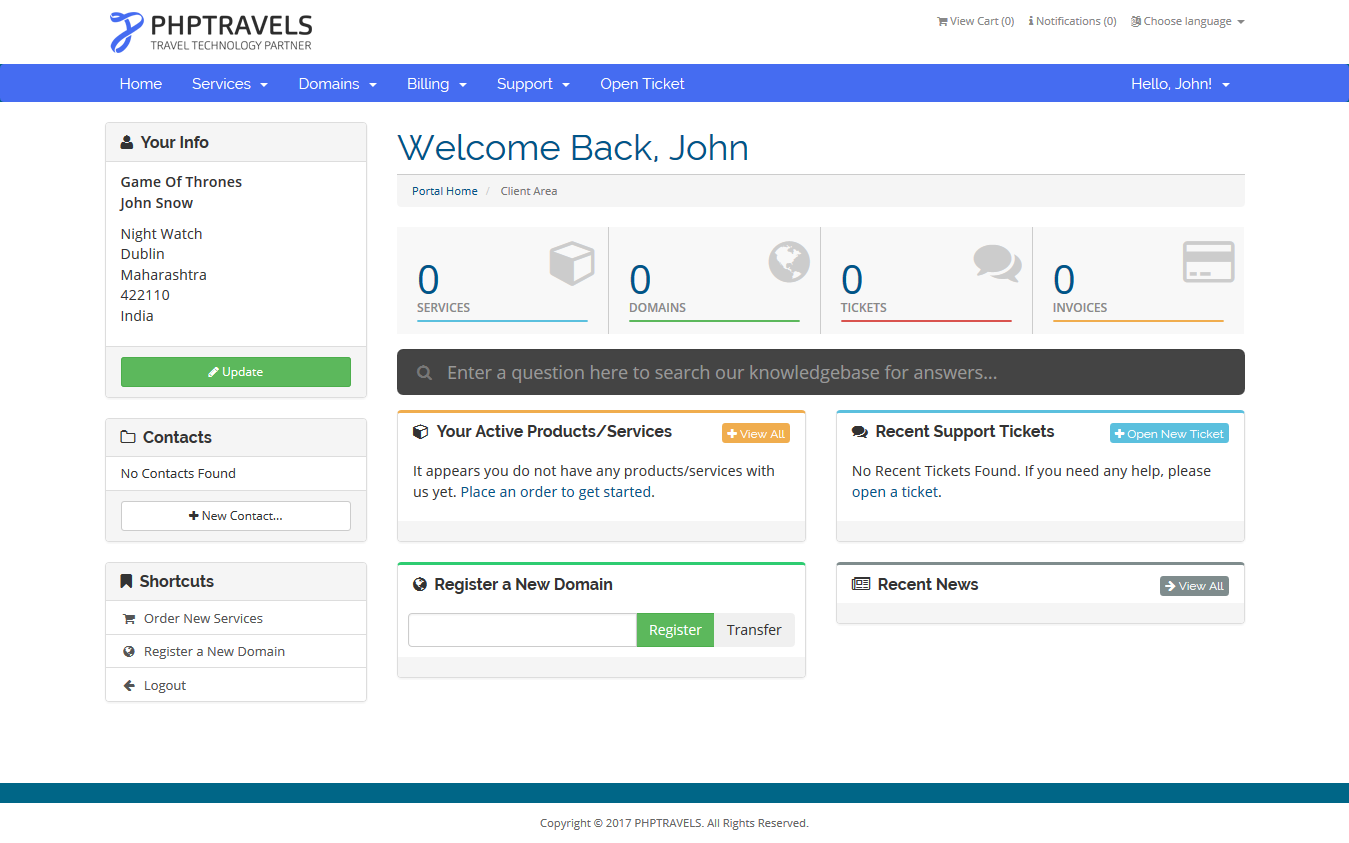 PHPTRAVELS
TRAVEL TECHNOLOGY PARTNER
View Cart (0) Notifications (0) Choose language
Home Services Domains Billing Support Open Ticket Hello, John!
Your Info
Game Of Thrones
John Snow
Night Watch
Dublin
Maharashtra
422110
India
Update
Contacts
No Contacts Found
New Contact...
Shortcuts
Order New Services
Register a New Domain
Logout
Welcome Back, John
Portal Home / Client Area
0
SERVICES
0
DOMAINS
0
TICKETS
0
INVOICES
Enter a question here to search our knowledgebase for answers...
Your Active Products/Services View All
It appears you do not have any products/services with
us yet. Place an order to get started.
Recent Support Tickets Open New Ticket
No Recent Tickets Found. If you need any help, please
open a ticket.
Register a New Domain
Register Transfer
Recent News View All
Copyright © 2017 PHPTRAVELS. All Rights Reserved.